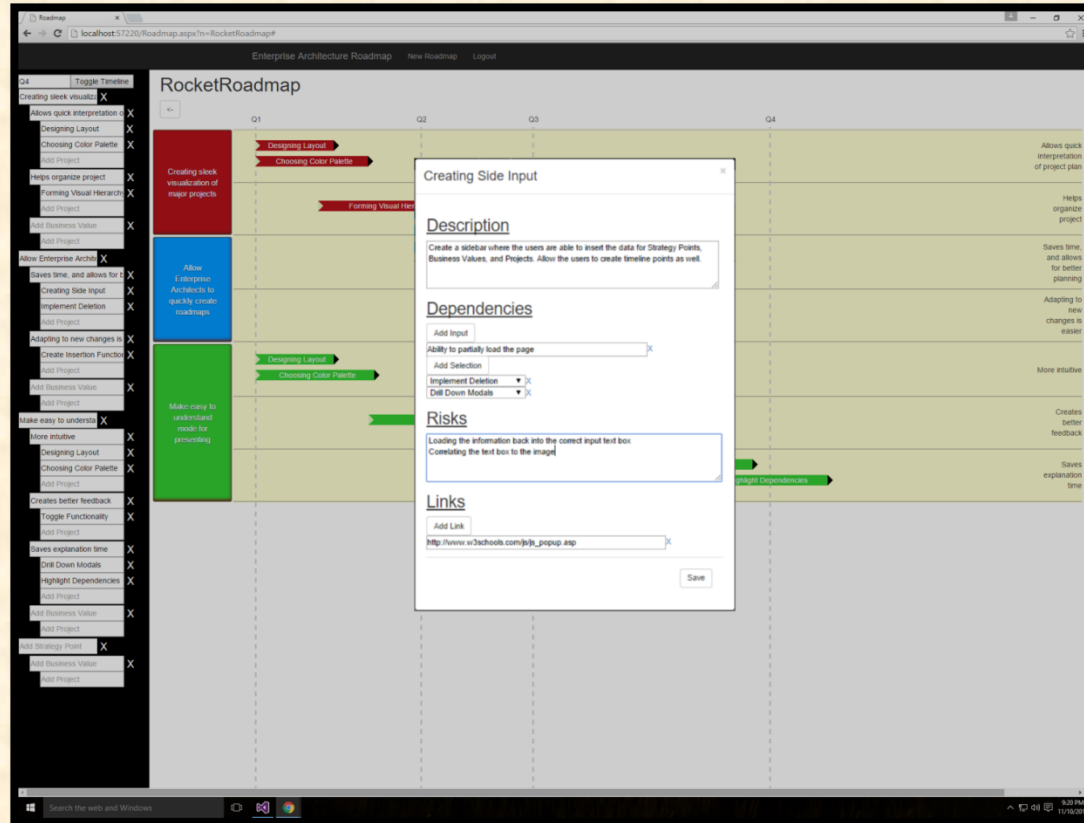 Roadmap
localhost:57220/Roadmap.aspx?n=RocketRoadmap#
Enterprise Architecture Roadmap New Roadmap Logout
Q4 Toggle Timeline
Creating sleek visualiz X
Allows quick interpretation o X
Designing Layout X
Choosing Color Palette X
Add Project
Helps organize project X
Forming Visual Hierarchy X
Add Project
Add Business Value X
Add Project
Allow Enterprise Archite X
Saves time, and allows for b X
Creating Side Input X
Implement Deletion X
Add Project
Adapting to new changes is X
Create Insertion Function X
Add Project
Add Business Value X
Add Project
Make easy to understa X
More intuitive X
Designing Layout X
Choosing Color Palette X
Add Project
Creates better feedback X
Toggle Functionality X
Add Project
Saves explanation time X
Drill Down Modals X
Highlight Dependencies X
Add Project
Add Business Value X
Add Project
Add Strategy Point X
Add Business Value X
Add Project
RocketRoadmap
<-
Q1 Q2 Q3 Q4
Creating sleek
visualization of
major projects
Designing Layout
Choosing Color Palette
Forming Visual Hier
Allows quick
interpretation
of project plan
Helps
organize
project
Allow
Enterprise
Architects to
quickly create
roadmaps
Saves time,
and allows
for better
planning
Adapting to
new
changes is
easier
Make easy to
understand
mode for
presenting
Designing Layout
Choosing Color Palette
ghlight Dependencies
More intuitive
Creates
better
feedback
Saves
explanation
time
Creating Side Input ×
Description
Create a sidebar where the users are able to insert the data for Strategy Points,
Business Values, and Projects. Allow the users to create timeline points as well.
Dependencies
Add Input
Ability to partially load the page X
Add Selection
Implement Deletion X
Drill Down Modals X
Risks
Loading the information back into the correct input text box
Correlating the text box to the image
Links
Add Link
http://www.w3schools.com/js/js_popup.asp X
Save
Search the web and Windows
9:20 PM